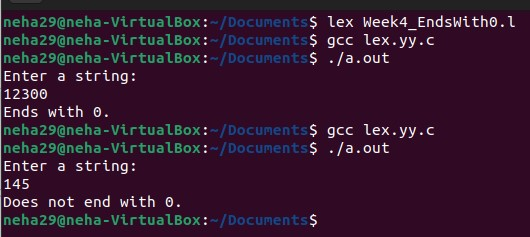 neha29@neha-VirtualBox:~/Documents$ lex Week4_EndsWith0.l
neha29@neha-VirtualBox:~/Documents$ gcc lex.yy.c
neha29@neha-VirtualBox:~/Documents$ ./a.out
Enter a string:
12300
Ends with 0.
neha29@neha-VirtualBox:~/Documents$ gcc lex.yy.c
neha29@neha-VirtualBox:~/Documents$ ./a.out
Enter a string:
145
Does not end with 0.
neha29@neha-VirtualBox:~/Documents$